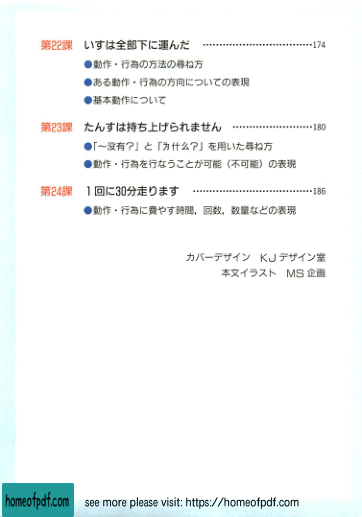 第22課 いすは全部下に運んだ ……………………………174
●動作・行為の方法の尋ね方
●ある動作・行為の方向についての表現
●基本動作について
第23課 たんすは持ち上げられません ……………………180
●「～没有?」と「为什么?」を用いた尋ね方
●動作・行為を行なうことが可能（不可能）の表現
第24課 1回に30分走ります ………………………………186
●動作・行為に費やす時間，回数，数量などの表現
カバーデザイン KJデザイン室
本文イラスト MS企画
homeofpdf.com see more please visit: https://homeofpdf.com